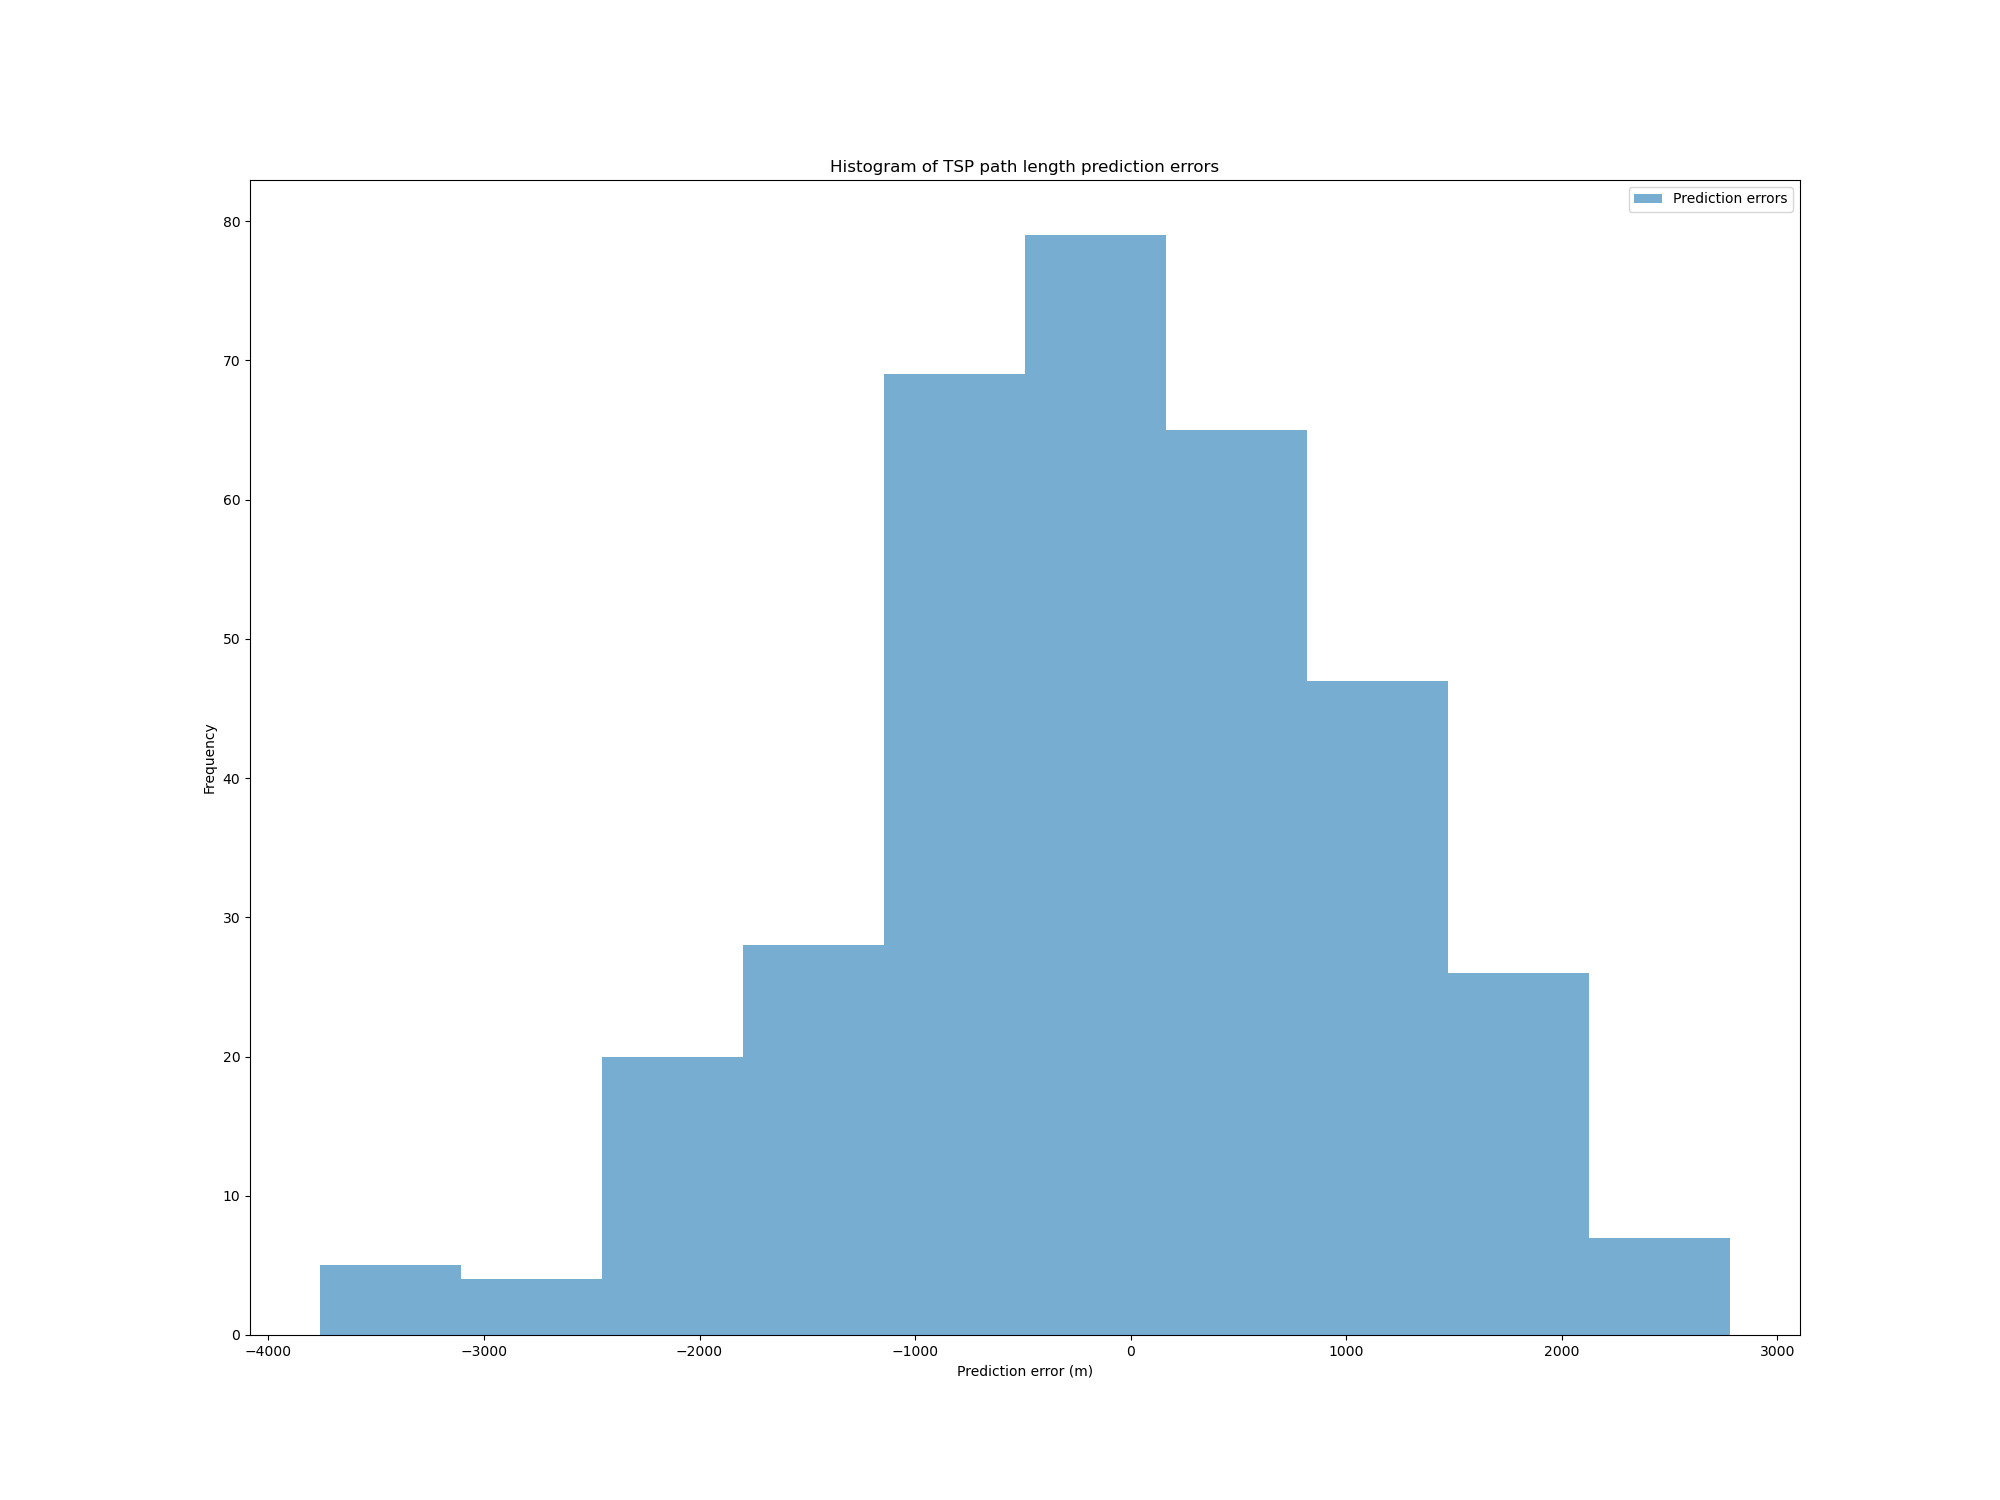 Histogram of TSP path length prediction errors
Prediction errors
80
70
60
50
40
30
20
10
0
Frequency
−4000 −3000 −2000 −1000 0 1000 2000 3000
Prediction error (m)